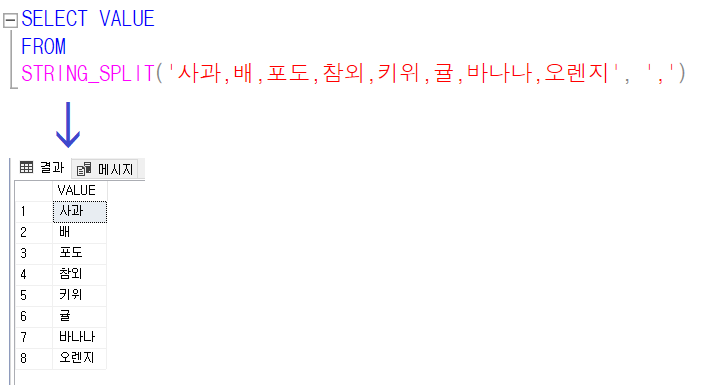 SELECT VALUE
FROM
STRING_SPLIT('사과,배,포도,참외,키위,귤,바나나,오렌지', ',')
결과 메시지
VALUE
1 사과
2 배
3 포도
4 참외
5 키위
6 귤
7 바나나
8 오렌지